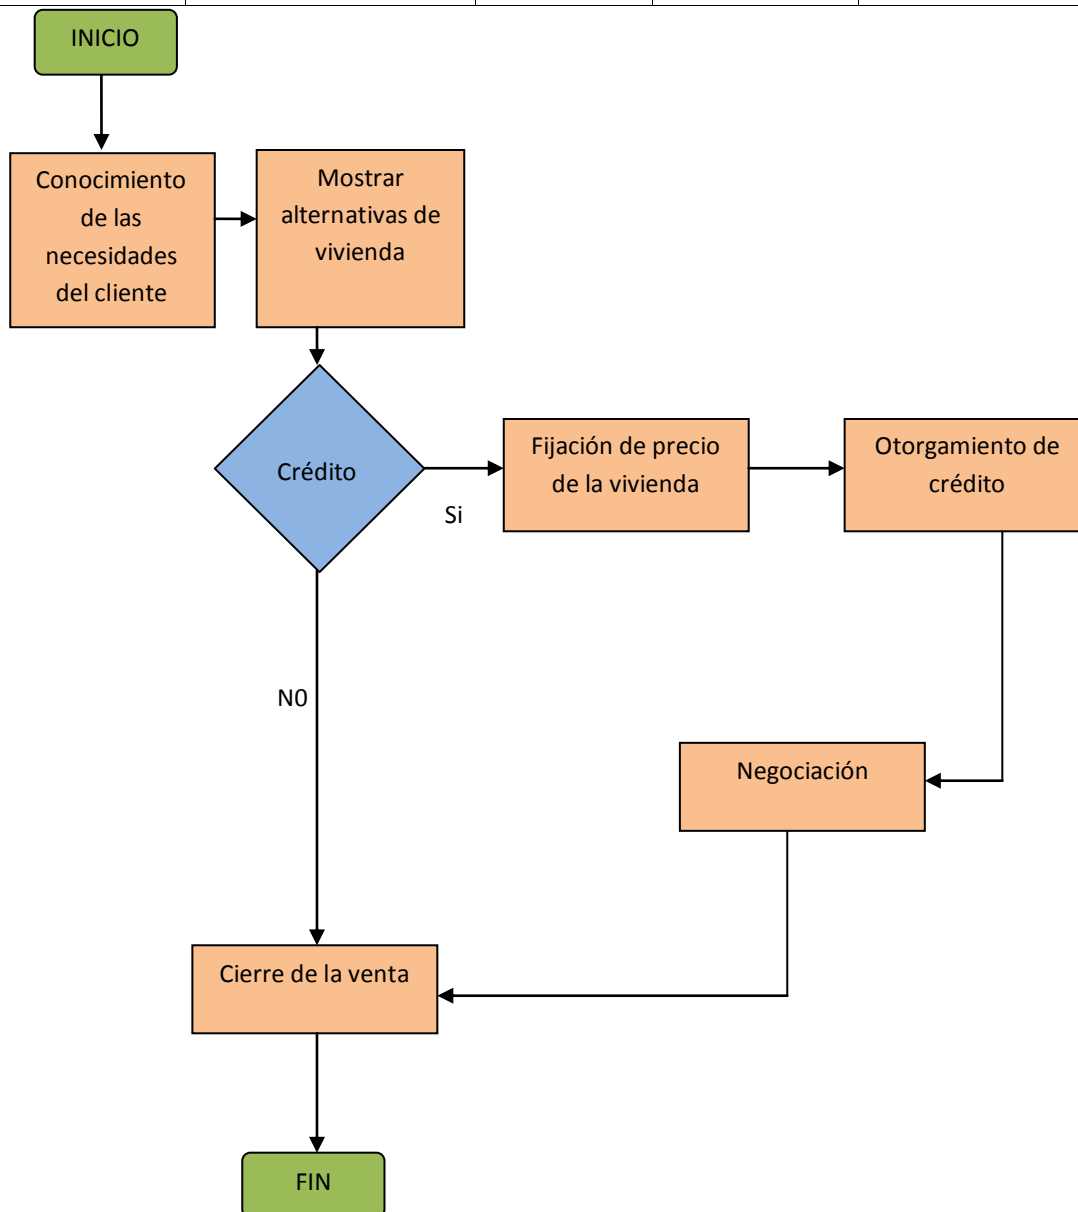 INICIO
Conocimiento
de las
necesidades
del cliente
Mostrar
alternativas de
vivienda
Crédito
Si
Fijación de precio
de la vivienda
Otorgamiento de
crédito
N0
Negociación
Cierre de la venta
FIN